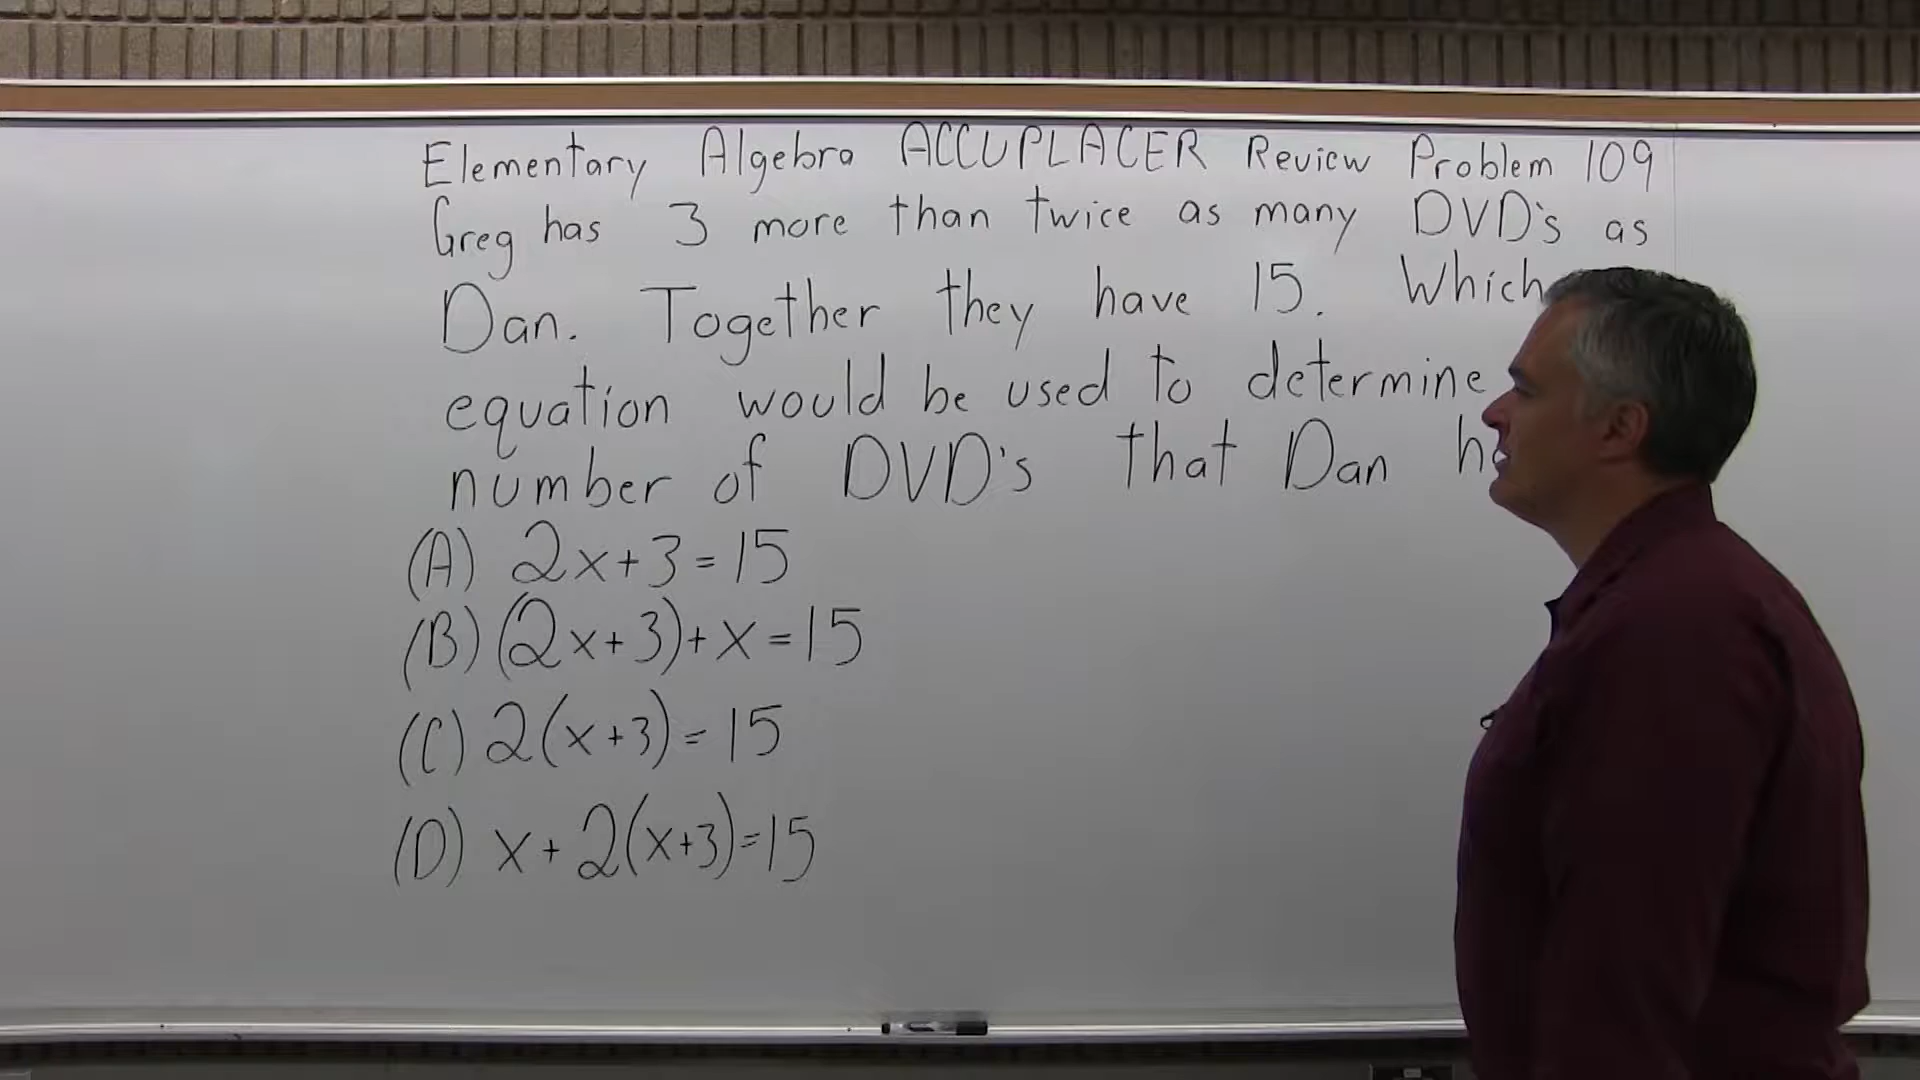 Elementary Algebra ACCUPLACER Review Problem 109
Greg has 3 more than twice as many DVD's as
Dan. Together they have 15. Which
equation would be used to determine
number of DVD's that Dan
(A) 2x+3=15
(B) (2x+3)+x=15
(C) 2(x+3)=15
(D) x+2(x+3)=15